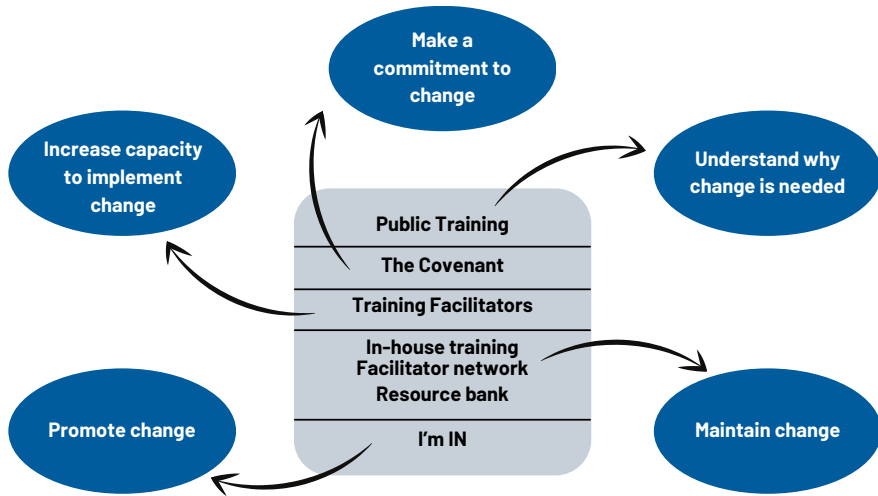 Make a
commitment to
change
Increase capacity
to implement
change
Understand why
change is needed
Public Training
The Covenant
Training Facilitators
In-house training
Facilitator network
Resource bank
I'm IN
Promote change
Maintain change